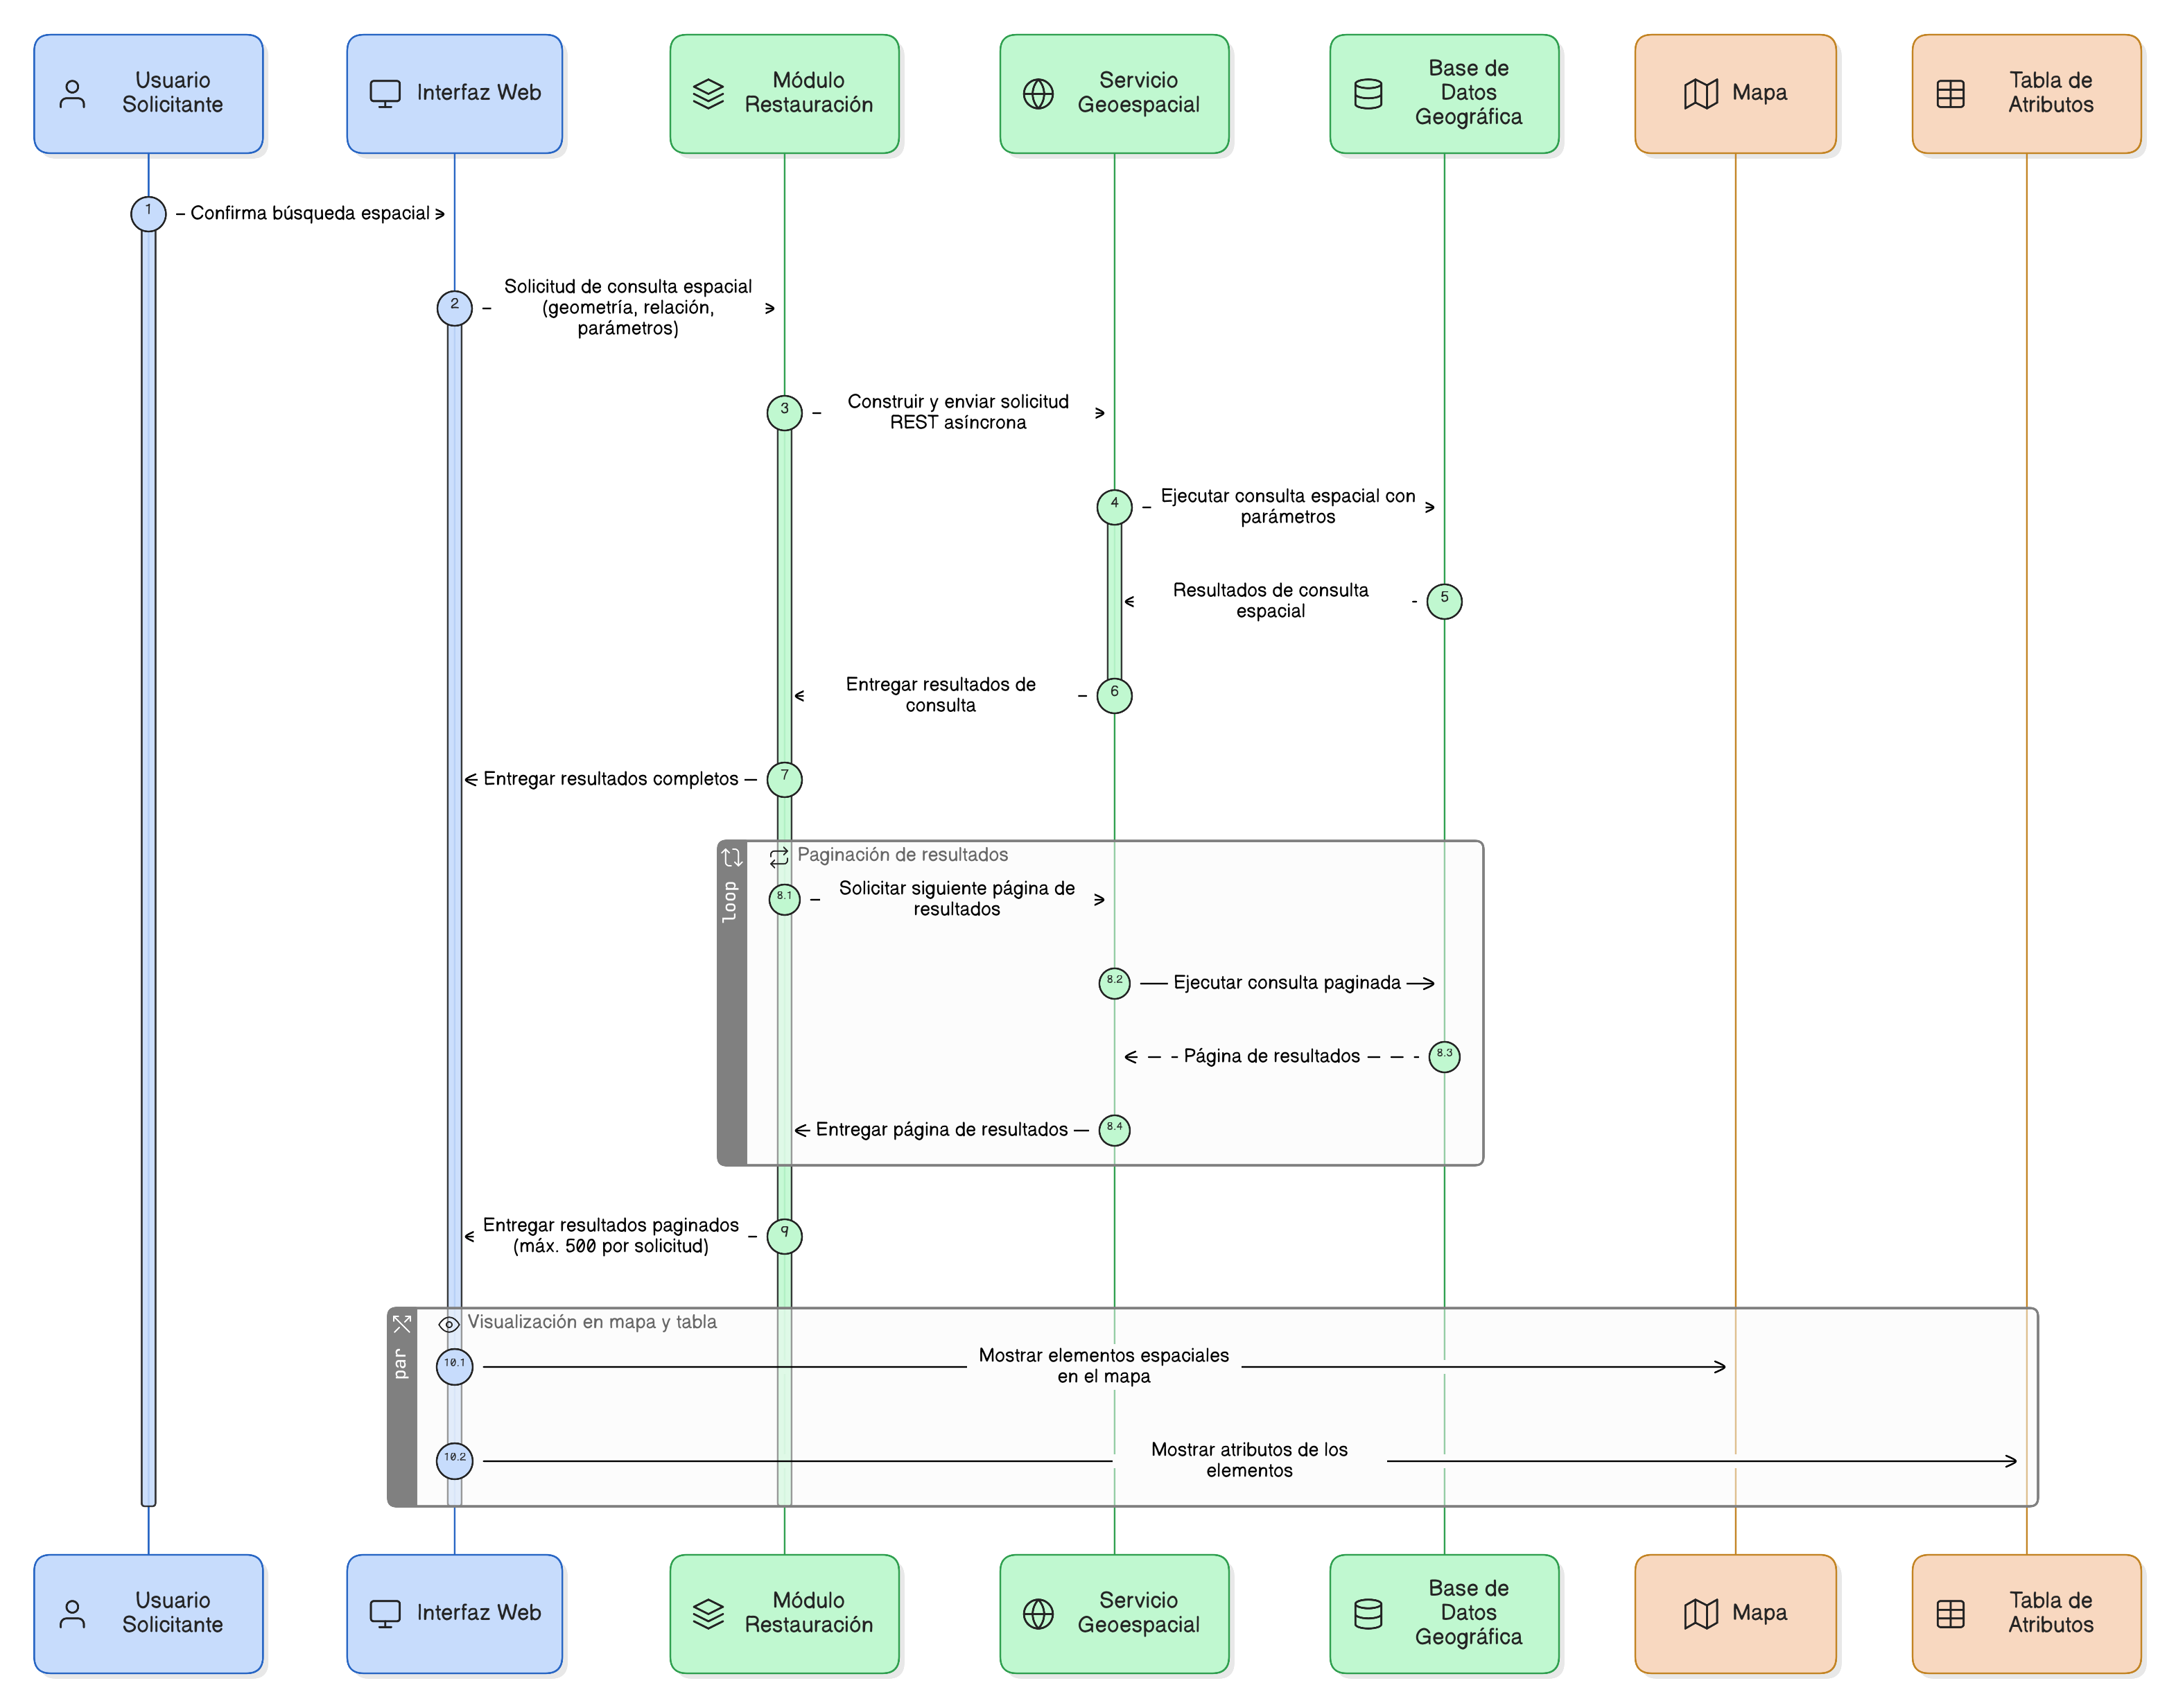 Usuario
Solicitante
Interfaz Web
Módulo
Restauración
Servicio
Geoespacial
Base de
Datos
Geográfica
Mapa
Tabla de
Atributos
1
Confirma búsqueda espacial
2
Solicitud de consulta espacial
(geometría, relación,
parámetros)
3
Construir y enviar solicitud
REST asíncrona
4
Ejecutar consulta espacial con
parámetros
Resultados de consulta
espacial
5
Entregar resultados de
consulta
6
Entregar resultados completos
7
loop
Paginación de resultados
8.1
Solicitar siguiente página de
resultados
8.2
Ejecutar consulta paginada
Página de resultados
8.3
Entregar página de resultados
8.4
Entregar resultados paginados
(máx. 500 por solicitud)
9
par
Visualización en mapa y tabla
10.1
Mostrar elementos espaciales
en el mapa
10.2
Mostrar atributos de los
elementos
Usuario
Solicitante
Interfaz Web
Módulo
Restauración
Servicio
Geoespacial
Base de
Datos
Geográfica
Mapa
Tabla de
Atributos